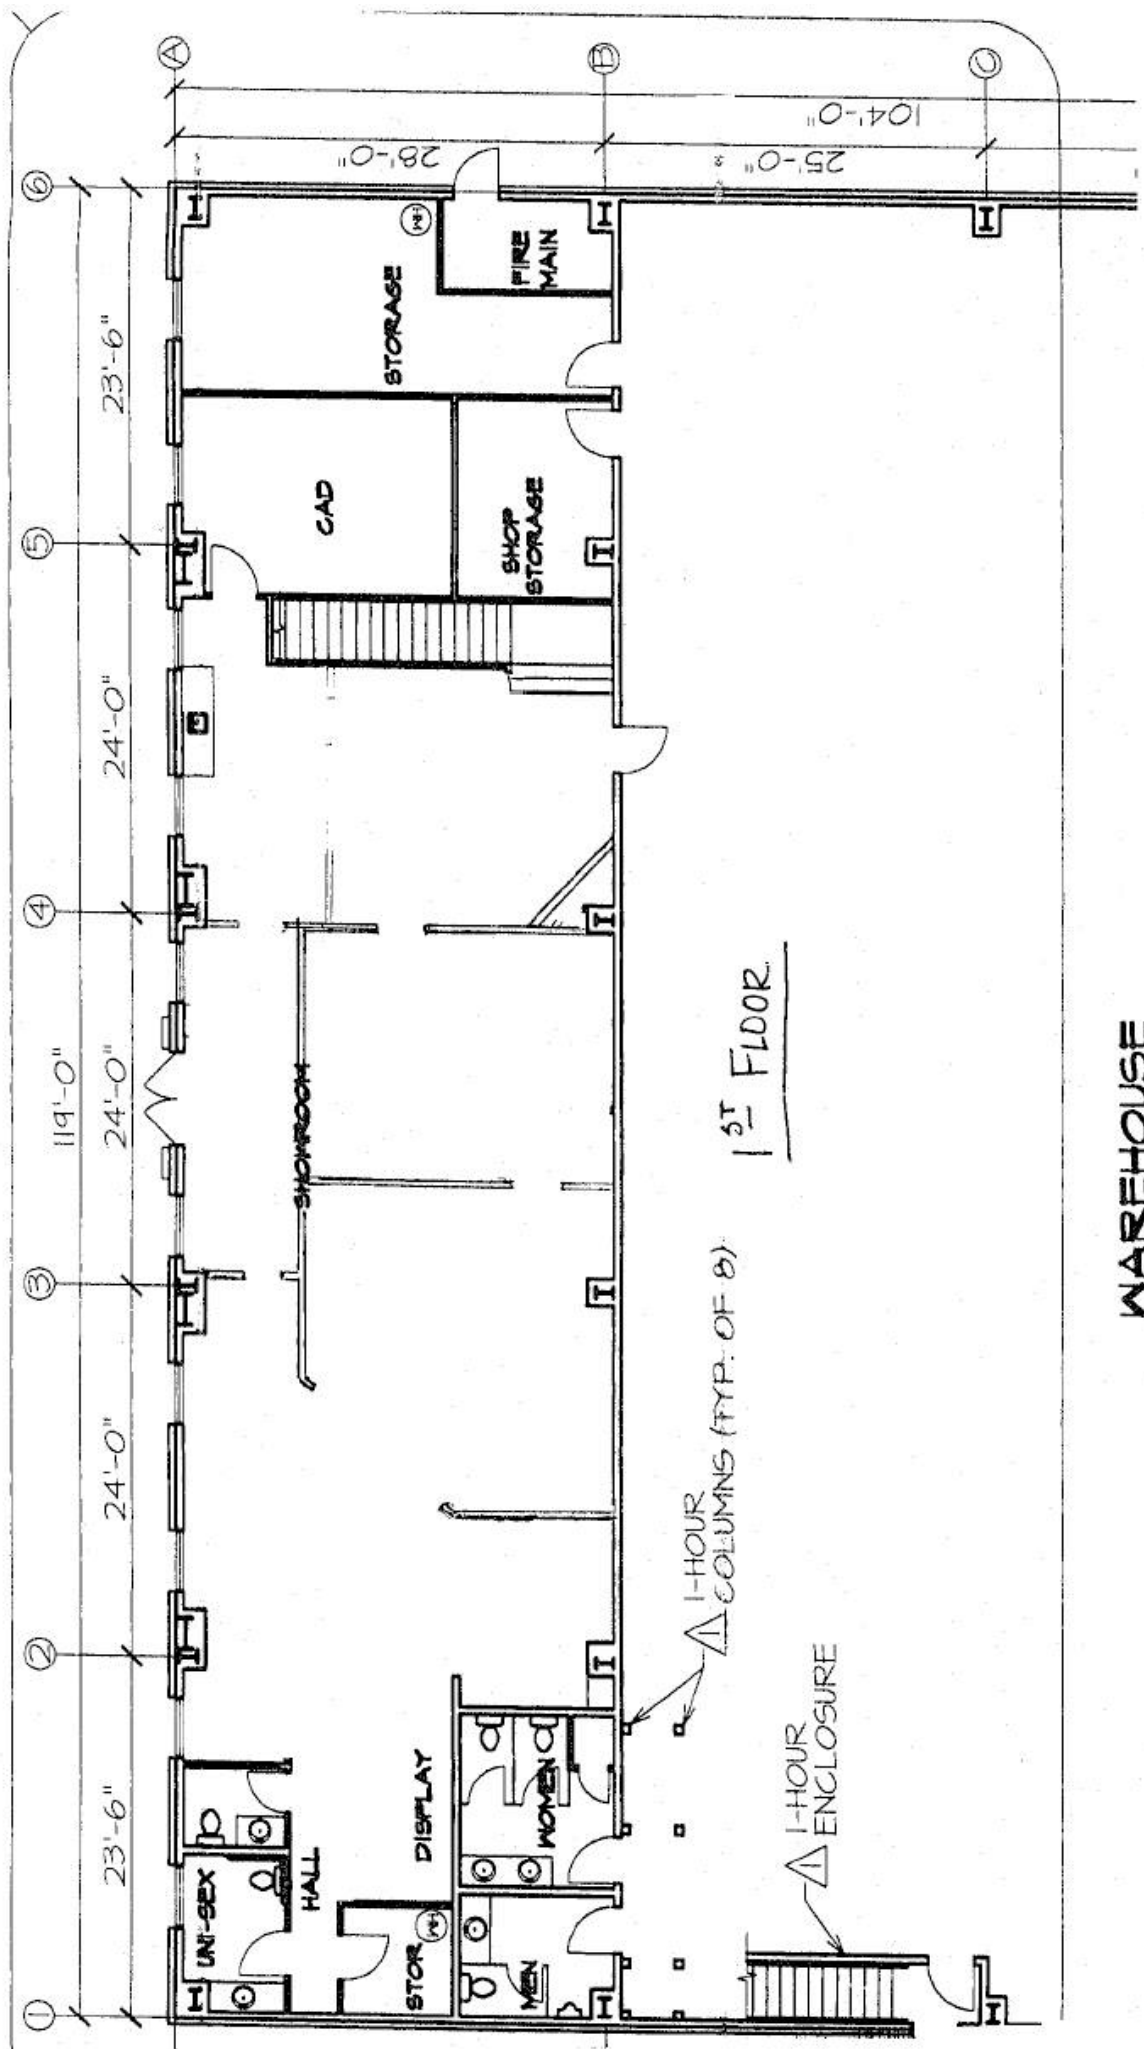 A
B
C
104'-0"
28'-0"
25'-0"
6
5
4
3
2
1
119'-0"
23'-6"
24'-0"
24'-0"
24'-0"
23'-6"
HM
FIRE
MAIN
STORAGE
CAD
SHOP
STORAGE
SHOWROOM
1ST FLOOR
WAREHOUSE
1-HOUR
COLUMNS (TYP. OF 8)
1
1-HOUR
ENCLOSURE
1
DISPLAY
WOMEN
HALL
UNI-SEX
STOR
MEN